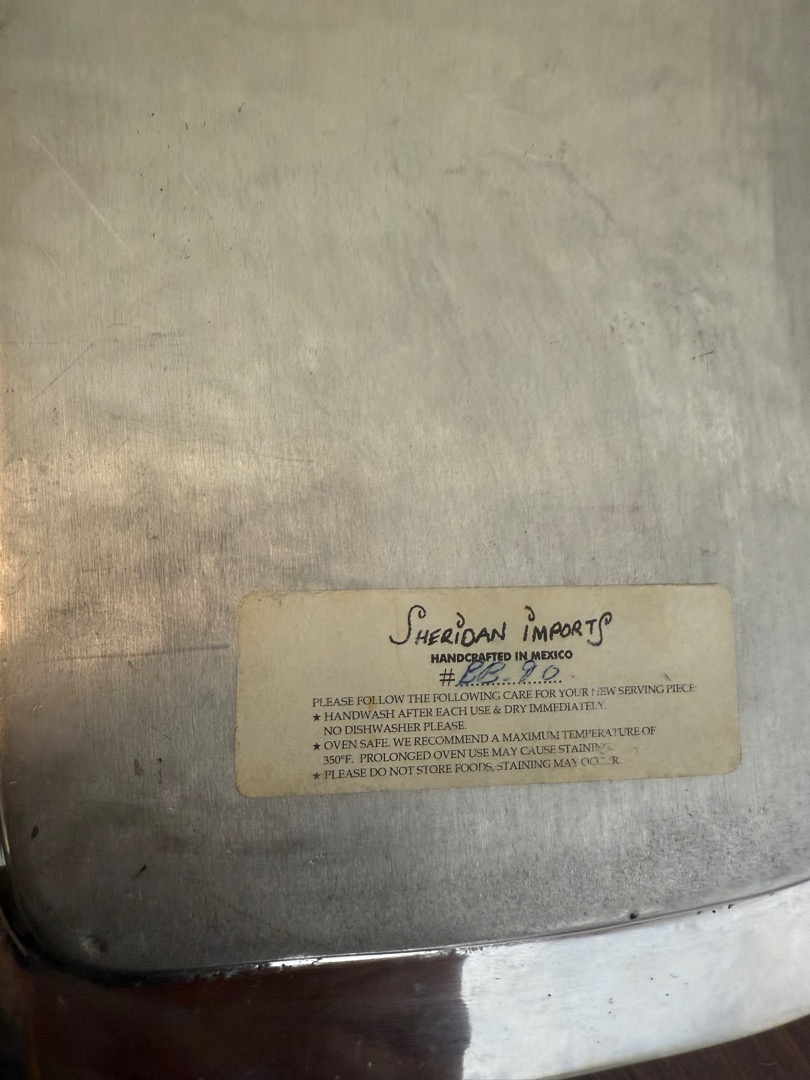 SHERIDAN IMPORTS
HANDCRAFTED IN MEXICO
# BB-90
PLEASE FOLLOW THE FOLLOWING CARE FOR YOUR NEW SERVING PIECE:
★ HANDWASH AFTER EACH USE & DRY IMMEDIATELY.
NO DISHWASHER PLEASE.
★ OVEN SAFE. WE RECOMMEND A MAXIMUM TEMPERATURE OF
350°F. PROLONGED OVEN USE MAY CAUSE STAINING.
★ PLEASE DO NOT STORE FOODS, STAINING MAY OCCUR.